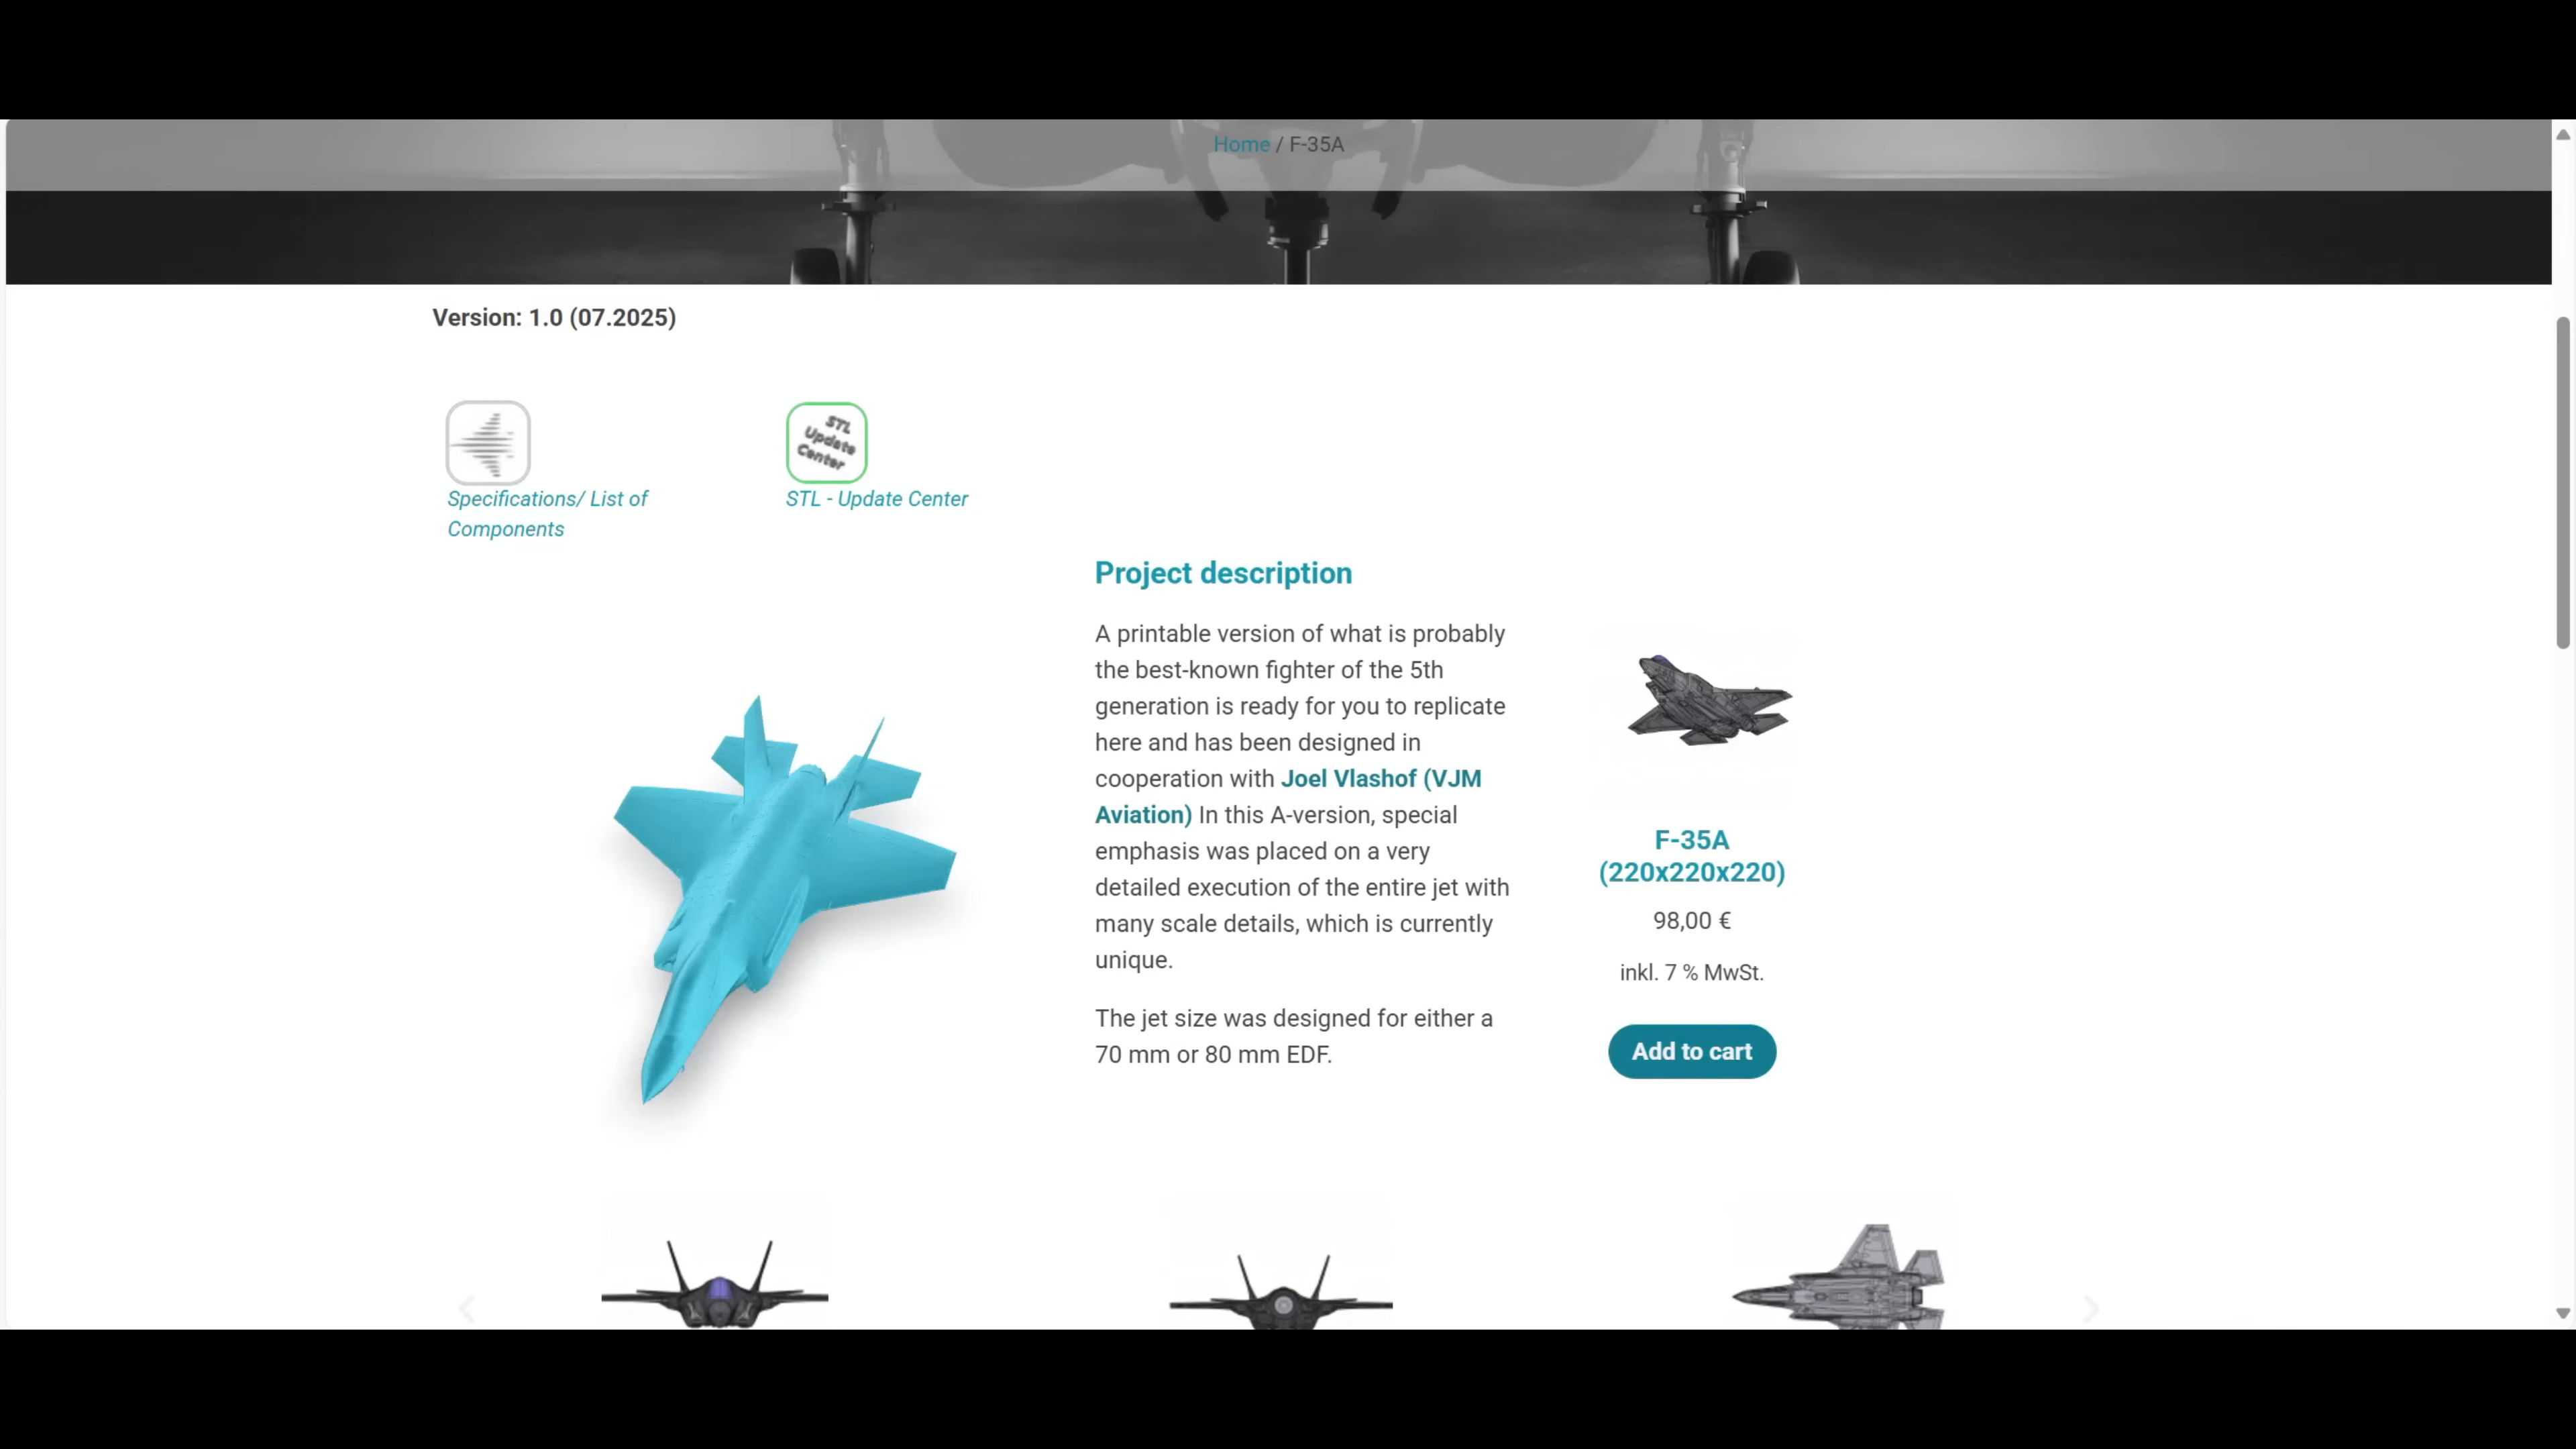 Home / F-35A
Version: 1.0 (07.2025)
STL
Update
Center
Specifications/ List of
Components
STL - Update Center
Project description
A printable version of what is probably
the best-known fighter of the 5th
generation is ready for you to replicate
here and has been designed in
cooperation with Joel Vlashof (VJM
Aviation) In this A-version, special
emphasis was placed on a very
detailed execution of the entire jet with
many scale details, which is currently
unique.
The jet size was designed for either a
70 mm or 80 mm EDF.
F-35A
(220x220x220)
98,00 €
inkl. 7 % MwSt.
Add to cart